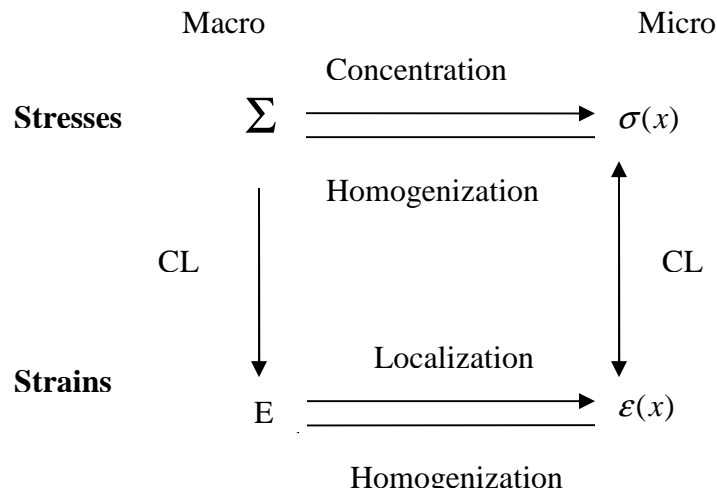 Macro Micro
Concentration
Stresses Σ σ(x)
Homogenization
CL CL
Localization
Strains
E ε(x)
Homogenization